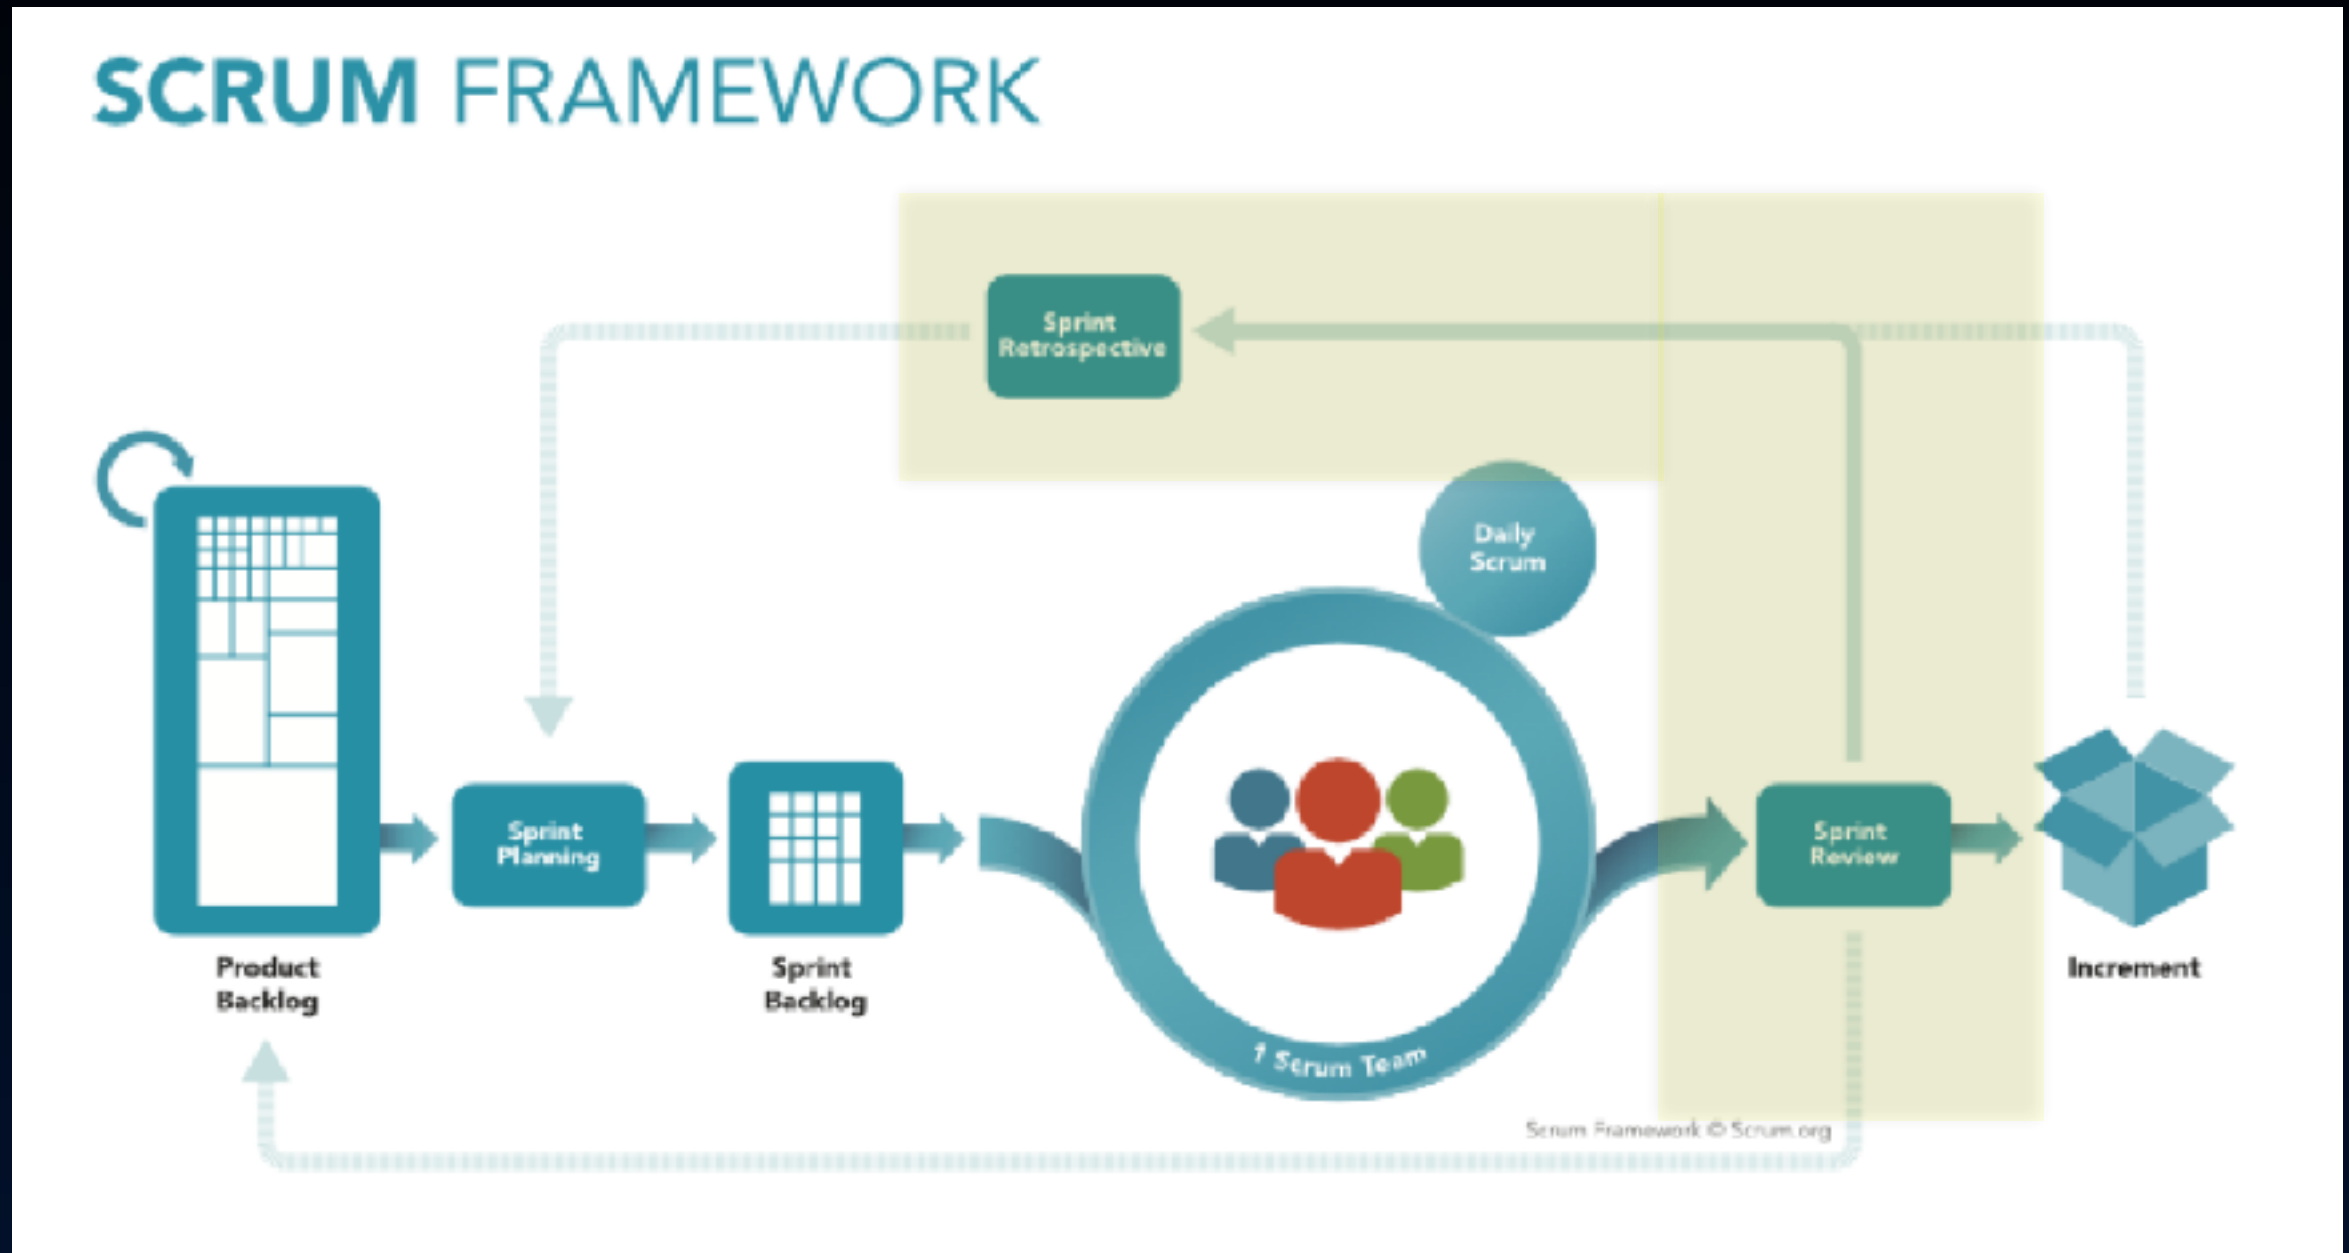 SCRUM FRAMEWORK
Sprint
Retrospective
Daily
Scrum
Sprint
Planning
Sprint
Review
Product
Backlog
Sprint
Backlog
Increment
1 Scrum Team
Scrum Framework © Scrum.org